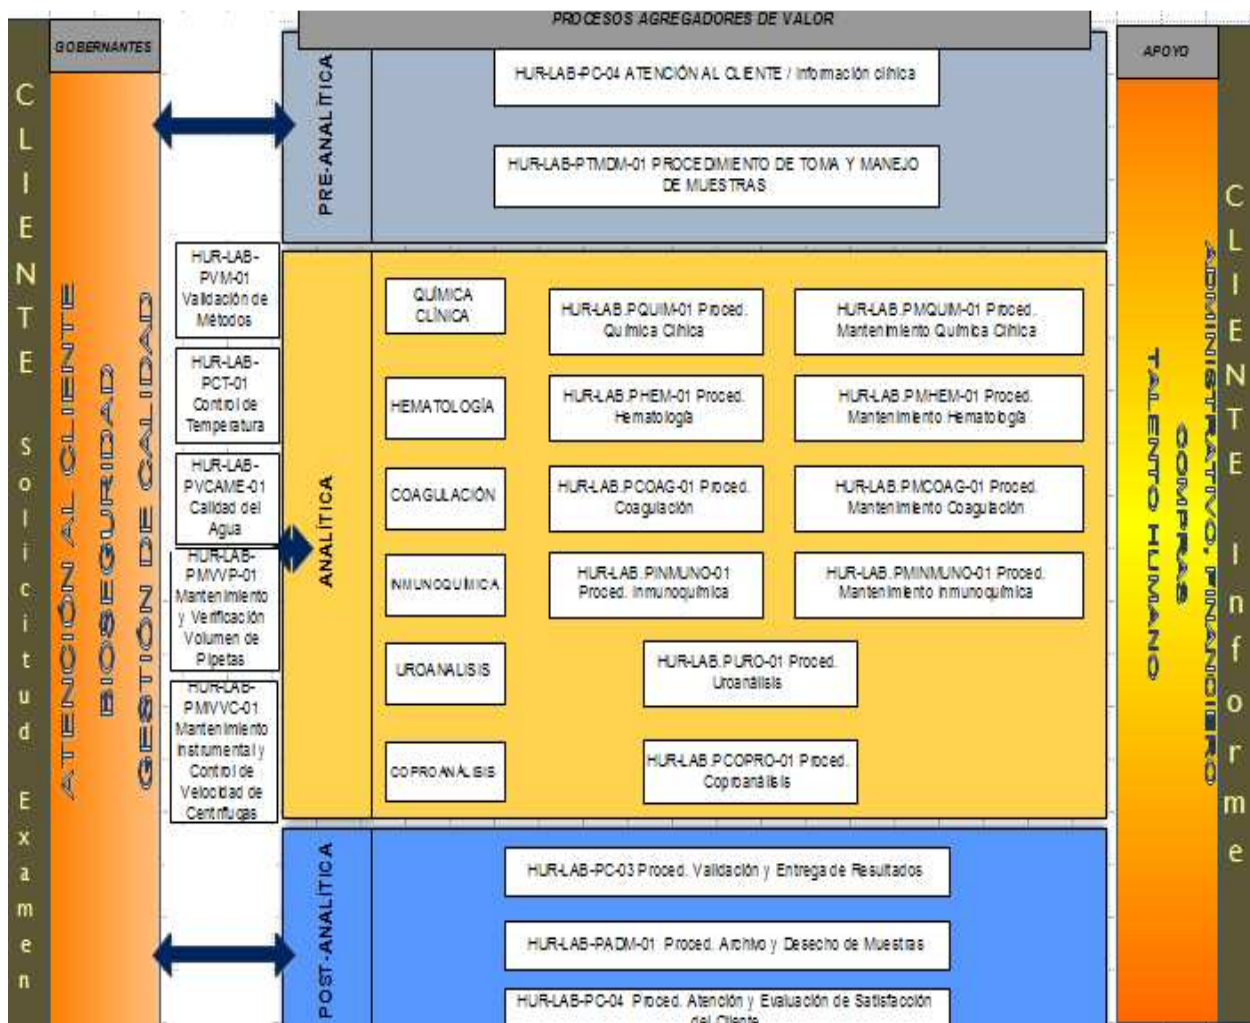 PROCESOS AGREGADORES DE VALOR
GOBERNANTES
APOYO
CLIENTE Solicitud Examen
ATENCIÓN AL CLIENTE
BIOSEGURIDAD
GESTIÓN DE CALIDAD
PRE-ANALÍTICA
HUR-LAB-PC-04 ATENCIÓN AL CLIENTE / Información clínica
HUR-LAB-PTMDM-01 PROCEDIMIENTO DE TOMA Y MANEJO
DE MUESTRAS
HUR-LAB-
PVM-01
Validación de
Métodos
HUR-LAB-
PCT-01
Control de
Temperatura
HUR-LAB-
PVCAME-01
Calidad del
Agua
HUR-LAB-
PMVVP-01
Mantenimiento
y Verificación
Volumen de
Pipetas
HUR-LAB-
PMIVVC-01
Mantenimiento
Instrumental y
Control de
Velocidad de
Centrifugas
ANALÍTICA
QUÍMICA
CLÍNICA
HUR-LAB.PQUIM-01 Proced.
Química Clínica
HUR-LAB.PMQUIM-01 Proced.
Mantenimiento Química Clínica
HEMATOLOGÍA
HUR-LAB.PHEM-01 Proced.
Hematología
HUR-LAB.PMHEM-01 Proced.
Mantenimiento Hematología
COAGULACIÓN
HUR-LAB.PCOAG-01 Proced.
Coagulación
HUR-LAB.PMCOAG-01 Proced.
Mantenimiento Coagulación
INMUNOQUÍMICA
HUR-LAB.PINMUNO-01
Proced. Inmunoquímica
HUR-LAB.PMINMUNO-01 Proced.
Mantenimiento Inmunoquímica
UROANALISIS
HUR-LAB.PURO-01 Proced.
Uroanálisis
COPROANÁLISIS
HUR-LAB.PCOPRO-01 Proced.
Coproanálisis
POST-ANALÍTICA
HUR-LAB-PC-03 Proced. Validación y Entrega de Resultados
HUR-LAB-PADM-01 Proced. Archivo y Desecho de Muestras
HUR-LAB-PC-04 Proced. Atención y Evaluación de Satisfacción
del Cliente
ADMINISTRATIVO, FINANCIERO
COMPRAS
TALENTO HUMANO
CLIENTE Informe